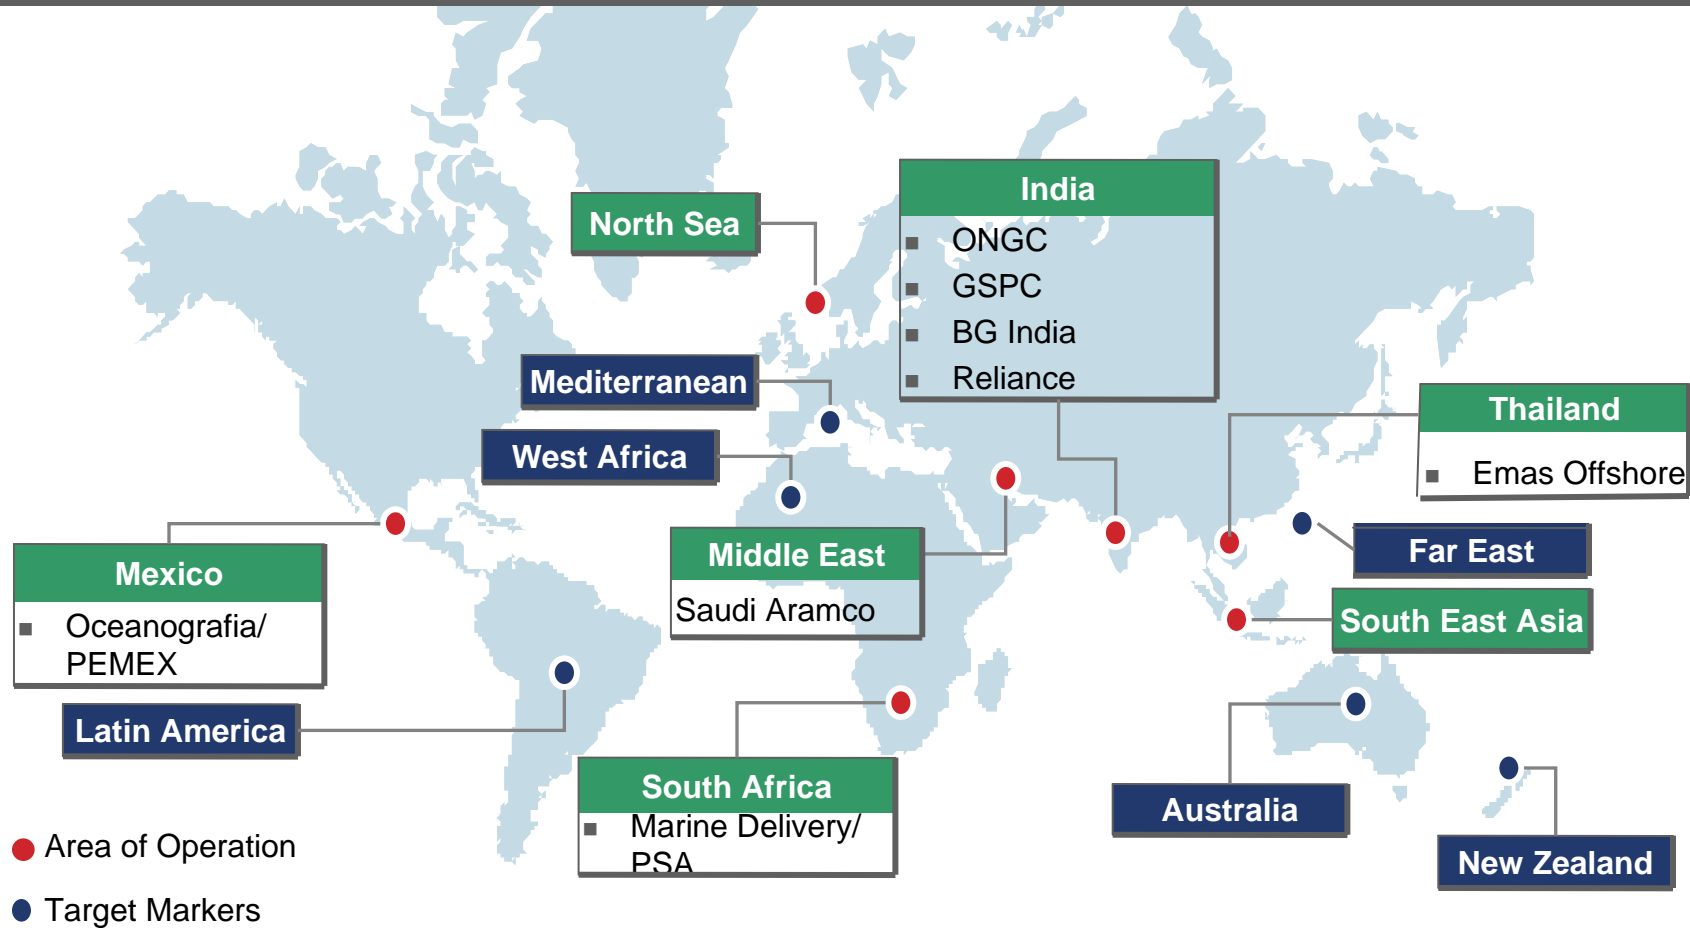 India
North Sea
ONGC
GSPC
BG India
Reliance
Mediterranean
Thailand
Emas Offshore
West Africa
Far East
Middle East
Saudi Aramco
Mexico
Oceanografia/
PEMEX
South East Asia
Latin America
South Africa
Marine Delivery/
PSA
Australia
New Zealand
Area of Operation
Target Markers